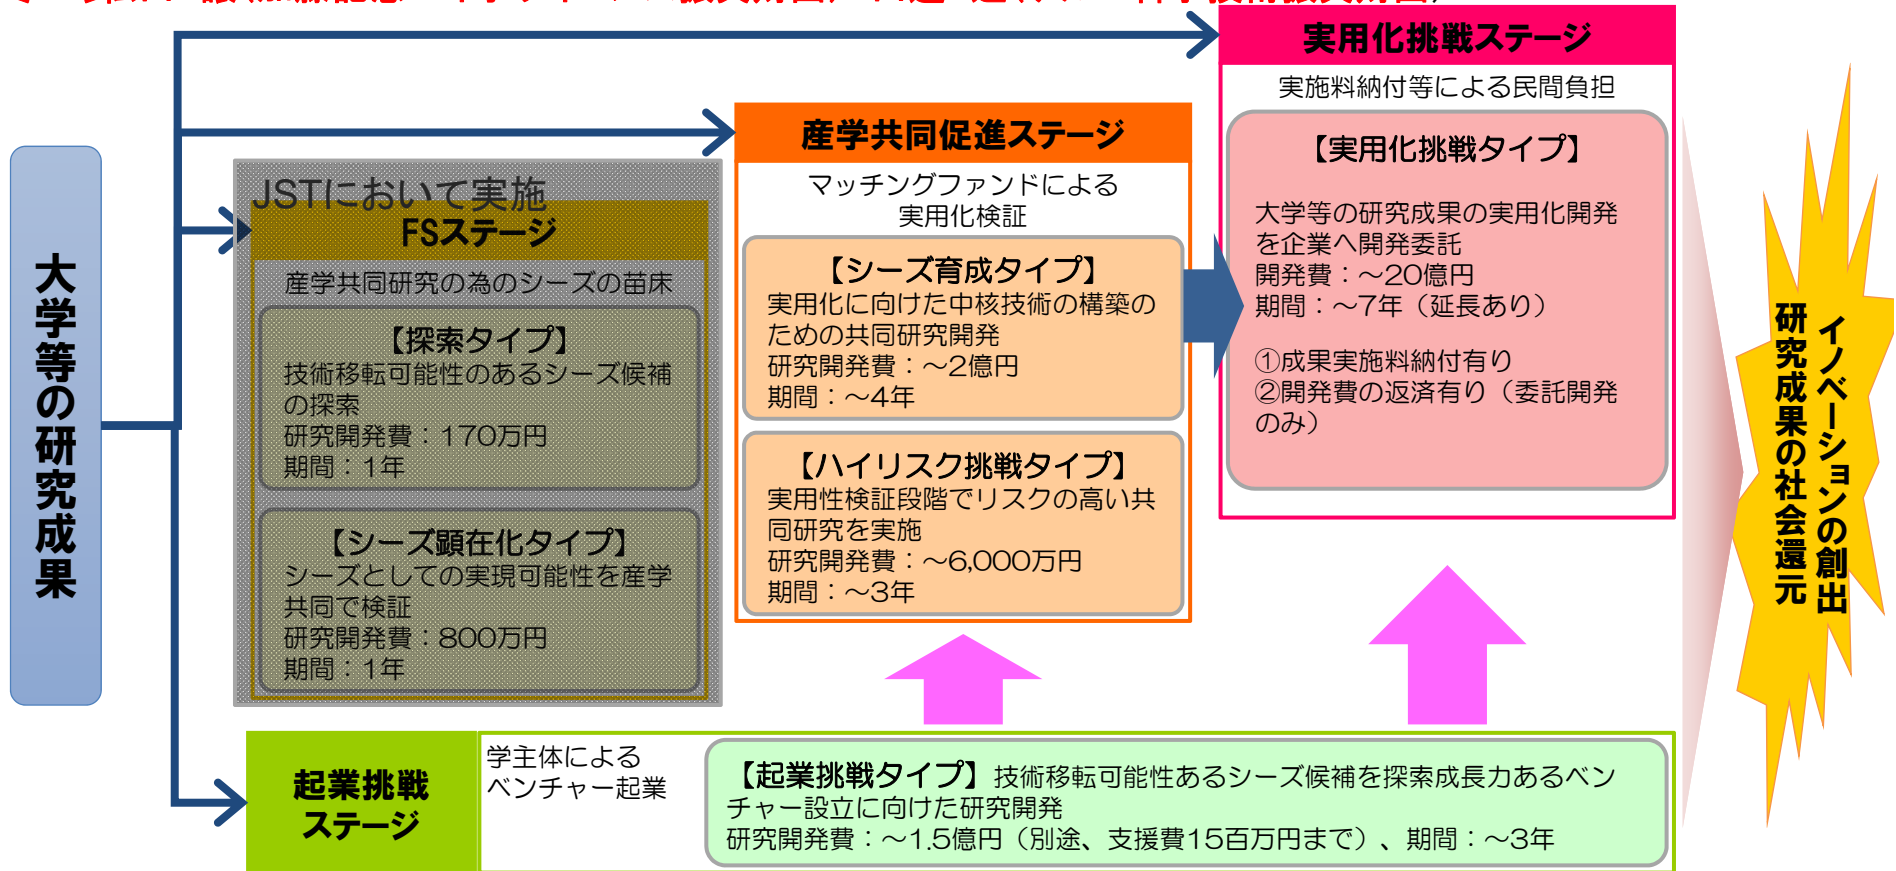 実用化挑戦ステージ
実施料納付等による民間負担
【実用化挑戦タイプ】
大学等の研究成果の実用化開発
を企業へ開発委託
開発費：～20億円
期間：～7年（延長あり）
①成果実施料納付有り
②開発費の返済有り（委託開発
のみ）
産学共同促進ステージ
マッチングファンドによる
実用化検証
【シーズ育成タイプ】
実用化に向けた中核技術の構築の
ための共同研究開発
研究開発費：～2億円
期間：～4年
【ハイリスク挑戦タイプ】
実用性検証段階でリスクの高い共
同研究を実施
研究開発費：～6,000万円
期間：～3年
JSTにおいて実施
FSステージ
産学共同研究の為のシーズの苗床
【探索タイプ】
技術移転可能性のあるシーズ候補
の探索
研究開発費：170万円
期間：1年
【シーズ顕在化タイプ】
シーズとしての実現可能性を産学
共同で検証
研究開発費：800万円
期間：1年
大学等の研究成果
起業挑戦
ステージ
学主体による
ベンチャー起業
【起業挑戦タイプ】技術移転可能性あるシーズ候補を探索成長力あるベン
チャー設立に向けた研究開発
研究開発費：～1.5億円（別途、支援費15百万円まで）、期間：～3年
イノベーションの創出
研究成果の社会還元